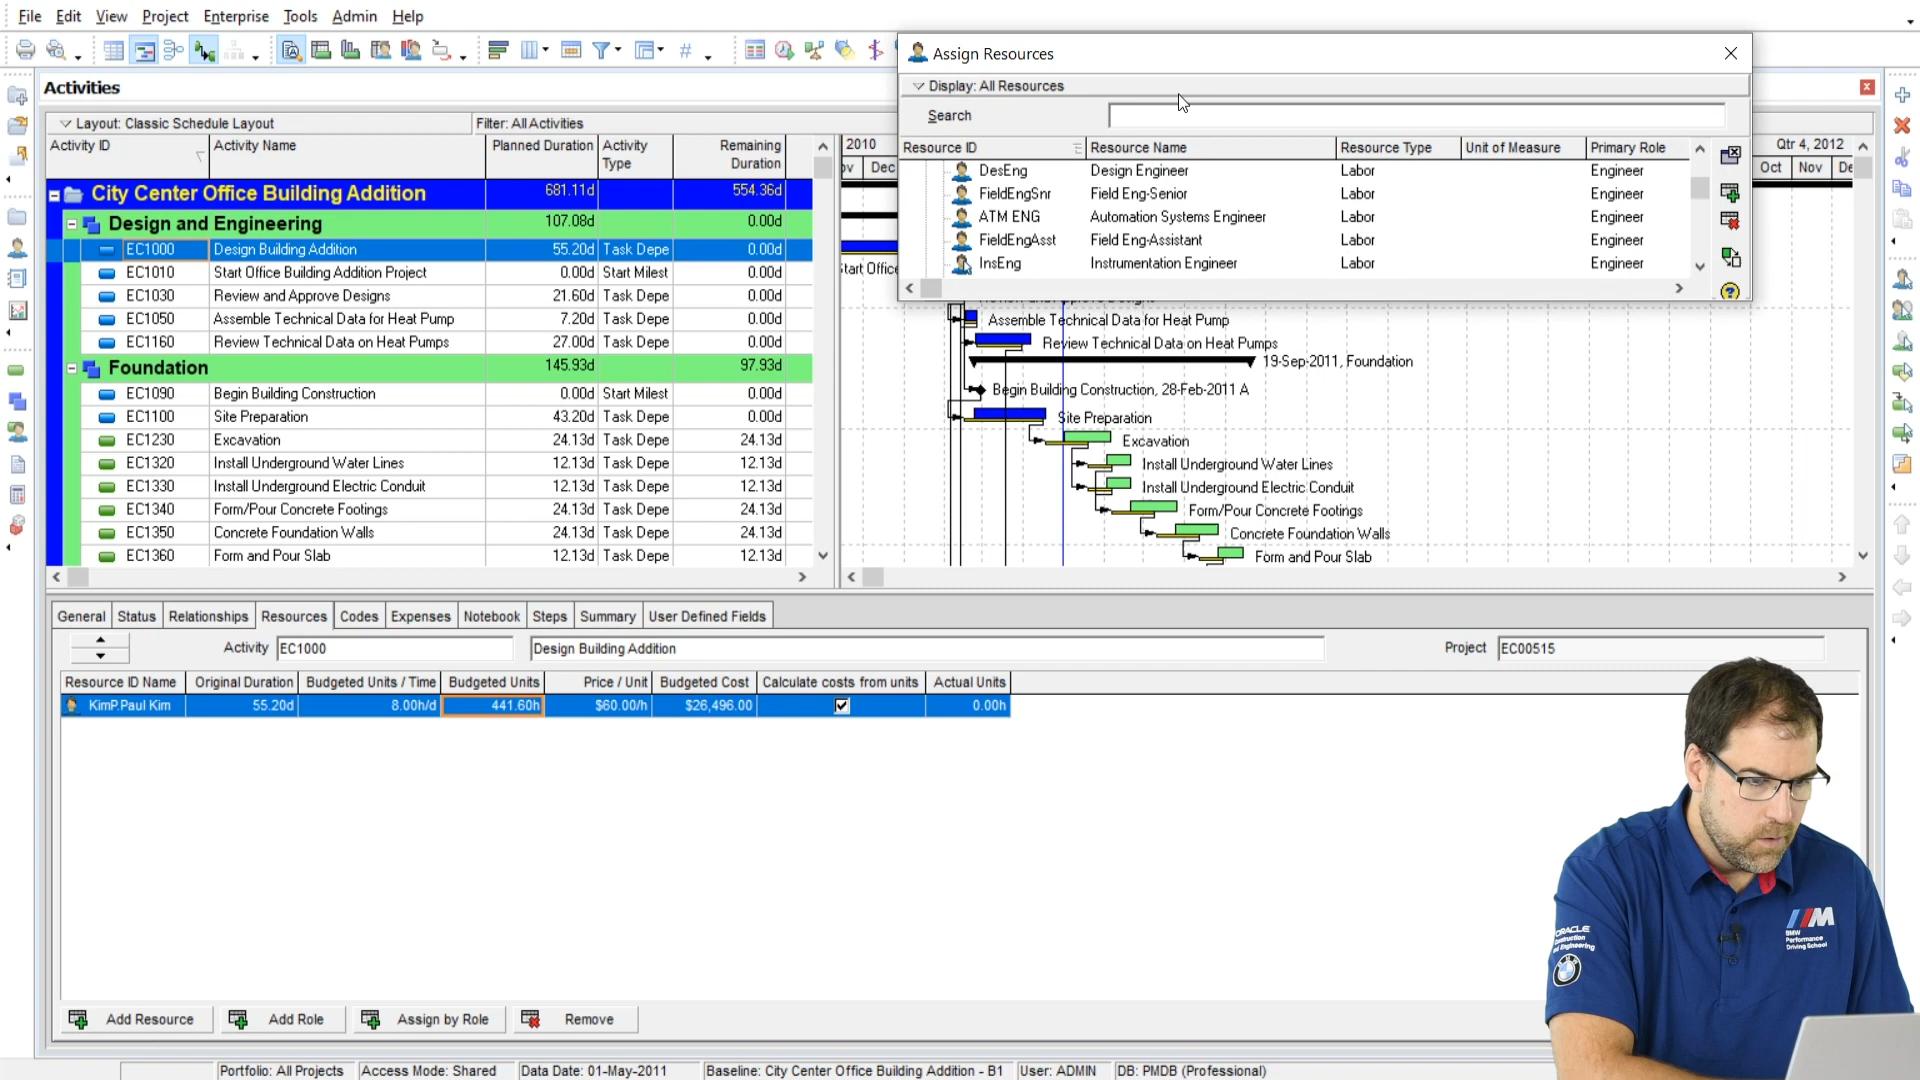 File Edit View Project Enterprise Tools Admin Help
Activities
Layout: Classic Schedule Layout
Filter: All Activities
Activity ID Activity Name Planned Duration Activity Type Remaining Duration
City Center Office Building Addition 681.11d 554.36d
Design and Engineering 107.08d 0.00d
EC1000 Design Building Addition 55.20d Task Depe 0.00d
EC1010 Start Office Building Addition Project 0.00d Start Milest 0.00d
EC1030 Review and Approve Designs 21.60d Task Depe 0.00d
EC1050 Assemble Technical Data for Heat Pump 7.20d Task Depe 0.00d
EC1160 Review Technical Data on Heat Pumps 27.00d Task Depe 0.00d
Foundation 145.93d 97.93d
EC1090 Begin Building Construction 0.00d Start Milest 0.00d
EC1100 Site Preparation 43.20d Task Depe 0.00d
EC1230 Excavation 24.13d Task Depe 24.13d
EC1320 Install Underground Water Lines 12.13d Task Depe 12.13d
EC1330 Install Underground Electric Conduit 12.13d Task Depe 12.13d
EC1340 Form/Pour Concrete Footings 24.13d Task Depe 24.13d
EC1350 Concrete Foundation Walls 24.13d Task Depe 24.13d
EC1360 Form and Pour Slab 12.13d Task Depe 12.13d
2010
ov Dec
Qtr 4, 2012
Oct Nov De
tart Office
Assemble Technical Data for Heat Pump
Review Technical Data on Heat Pumps
19-Sep-2011, Foundation
Begin Building Construction, 28-Feb-2011 A
Site Preparation
Excavation
Install Underground Water Lines
Install Underground Electric Conduit
Form/Pour Concrete Footings
Concrete Foundation Walls
Form and Pour Slab
Assign Resources
Display: All Resources
Search
Resource ID Resource Name Resource Type Unit of Measure Primary Role
DesEng Design Engineer Labor Engineer
FieldEngSnr Field Eng-Senior Labor Engineer
ATM ENG Automation Systems Engineer Labor Engineer
FieldEngAsst Field Eng-Assistant Labor Engineer
InsEng Instrumentation Engineer Labor Engineer
General Status Relationships Resources Codes Expenses Notebook Steps Summary User Defined Fields
Activity EC1000 Design Building Addition Project EC00515
Resource ID Name Original Duration Budgeted Units / Time Budgeted Units Price / Unit Budgeted Cost Calculate costs from units Actual Units
KimP.Paul Kim 55.20d 8.00h/d 441.60h $60.00/h $26,496.00 0.00h
Add Resource Add Role Assign by Role Remove
Portfolio: All Projects Access Mode: Shared Data Date: 01-May-2011 Baseline: City Center Office Building Addition - B1 User: ADMIN DB: PMDB (Professional)
ORACLE
Construction
and Engineering
M
BMW
Performance
Driving School